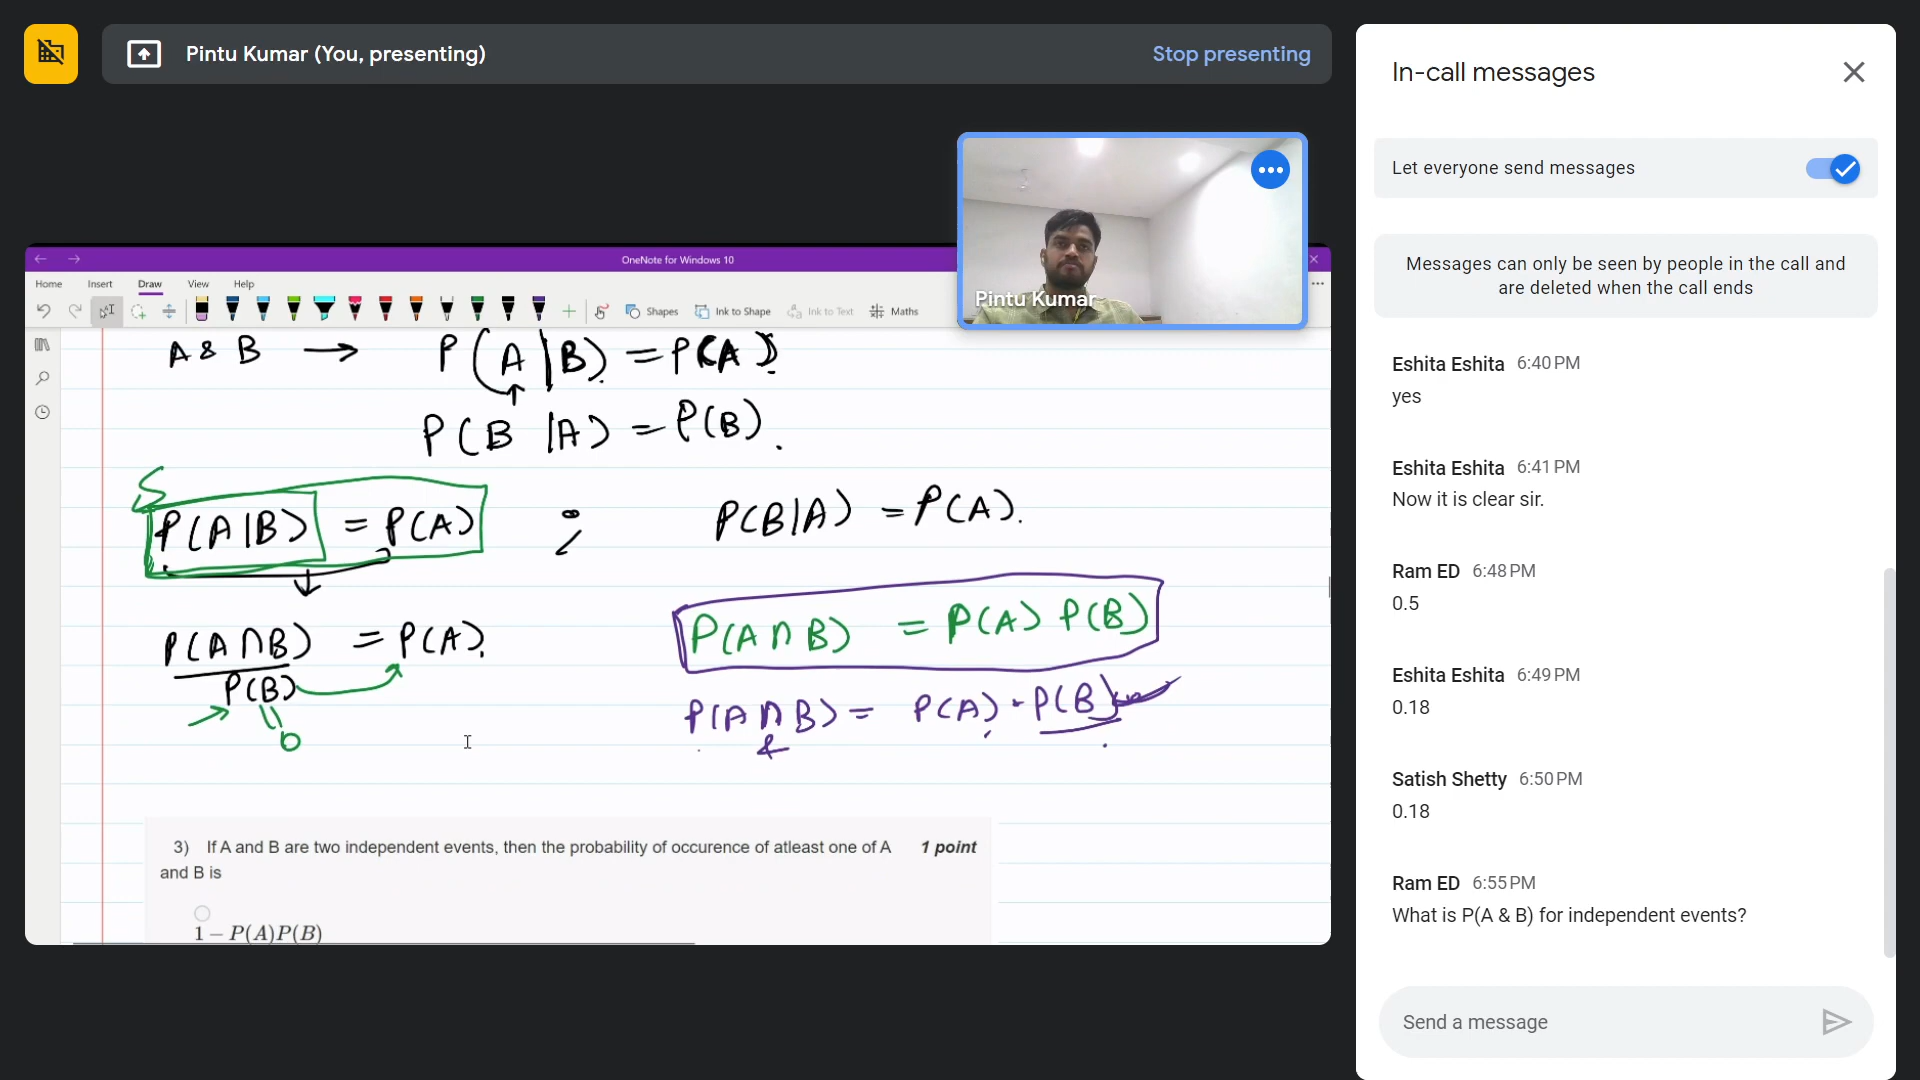 Pintu Kumar (You, presenting)
Stop presenting
Pintu Kumar
OneNote for Windows 10
Home Insert Draw View Help
Shapes Ink to Shape Ink to Text Maths
A & B → P(A|B) = P(A)
P(B|A) = P(B).
P(A|B) = P(A) ; P(B|A) = P(A).
P(A∩B) = P(A).
P(B)
0
P(A∩B) = P(A) P(B)
P(A∩B) = P(A) · P(B)
&
3) If A and B are two independent events, then the probability of occurence of atleast one of A 1 point
and B is
1 − P(A)P(B)
In-call messages
Let everyone send messages
Messages can only be seen by people in the call and
are deleted when the call ends
Eshita Eshita 6:40 PM
yes
Eshita Eshita 6:41 PM
Now it is clear sir.
Ram ED 6:48 PM
0.5
Eshita Eshita 6:49 PM
0.18
Satish Shetty 6:50 PM
0.18
Ram ED 6:55 PM
What is P(A & B) for independent events?
Send a message